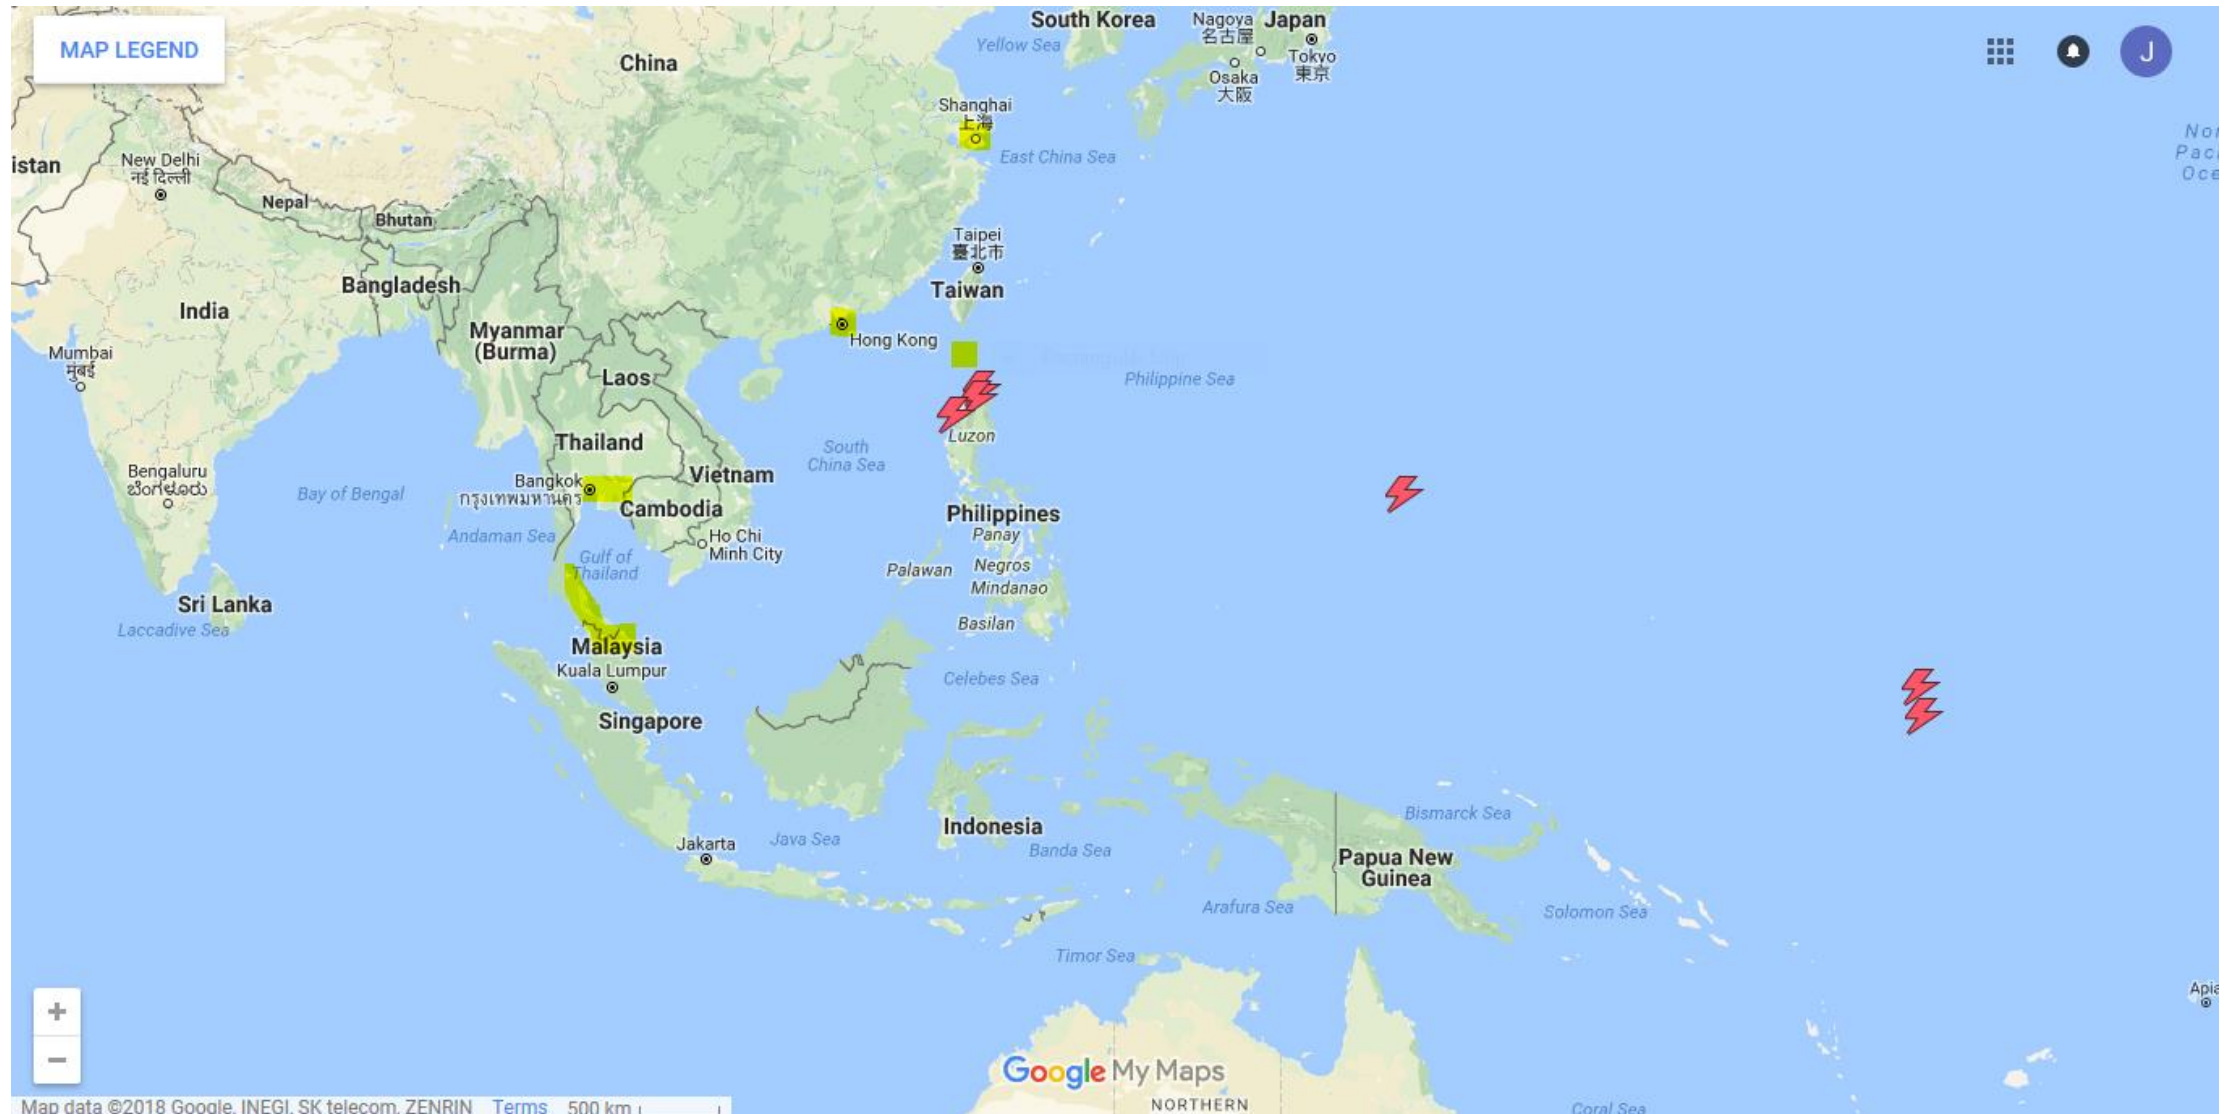 MAP LEGEND
South Korea
Nagoya
名古屋
Japan
Tokyo
東京
Osaka
大阪
Yellow Sea
J
China
Shanghai
上海
East China Sea
istan
New Delhi
नई दिल्ली
Nepal
Bhutan
Taipei
臺北市
Taiwan
Bangladesh
India
Myanmar
(Burma)
Hong Kong
Mumbai
मुंबई
Laos
Philippine Sea
Thailand
Luzon
South
China Sea
Bengaluru
ಬೆಂಗಳೂರು
Bay of Bengal
Bangkok
กรุงเทพมหานคร
Vietnam
Cambodia
Andaman Sea
Ho Chi
Minh City
Gulf of
Thailand
Philippines
Panay
Palawan
Negros
Mindanao
Basilan
Sri Lanka
Laccadive Sea
Malaysia
Kuala Lumpur
Celebes Sea
Singapore
Indonesia
Jakarta
Java Sea
Banda Sea
Bismarck Sea
Papua New
Guinea
Arafura Sea
Solomon Sea
Timor Sea
Apia
Google My Maps
NORTHERN
Coral Sea
Map data ©2018 Google, INEGI, SK telecom, ZENRIN Terms 500 km